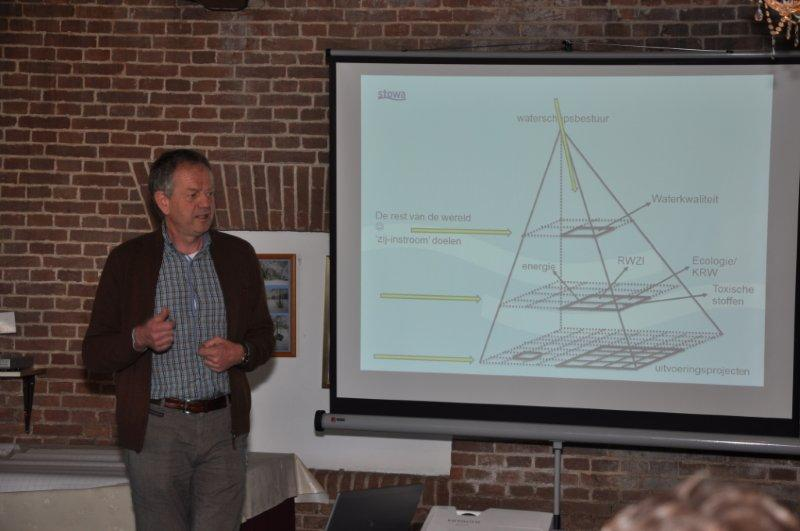 stowa
waterschapsbestuur
Waterkwaliteit
De rest van de wereld
☺
'zij-instroom' doelen
energie
RWZI
Ecologie/
KRW
Toxische
stoffen
uitvoeringsprojecten